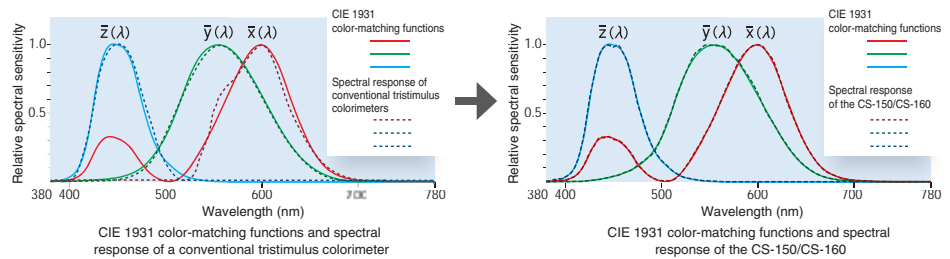 CIE 1931
color-matching functions
Spectral response of
conventional tristimulus
colorimeters
z̅ (λ) y̅ (λ) x̅ (λ)
Relative spectral sensitivity
1.0
0.5
380 400 500 600 780
Wavelength (nm)
CIE 1931 color-matching functions and spectral
response of a conventional tristimulus colorimeter
CIE 1931
color-matching functions
Spectral response
of the CS-150/CS-160
z̅ (λ) y̅ (λ) x̅ (λ)
Relative spectral sensitivity
1.0
0.5
380 400 500 600 700 780
Wavelength (nm)
CIE 1931 color-matching functions and spectral
response of the CS-150/CS-160